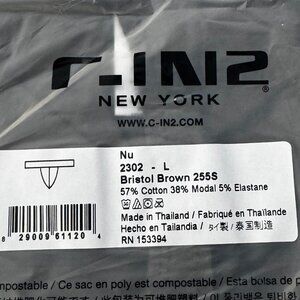 C-IN2
NEW YORK
WWW.C-IN2.COM
Nu
2302 - L
Bristol Brown 255S
57% Cotton 38% Modal 5% Elastane
Made in Thailand / Fabriqué en Thaïlande
Hecho en Tailandia / タイ製 / 泰国制造
RN 153394
8 29009 61120 4
compostable / Ce sac en poly est compostable / Esta bolsa de p